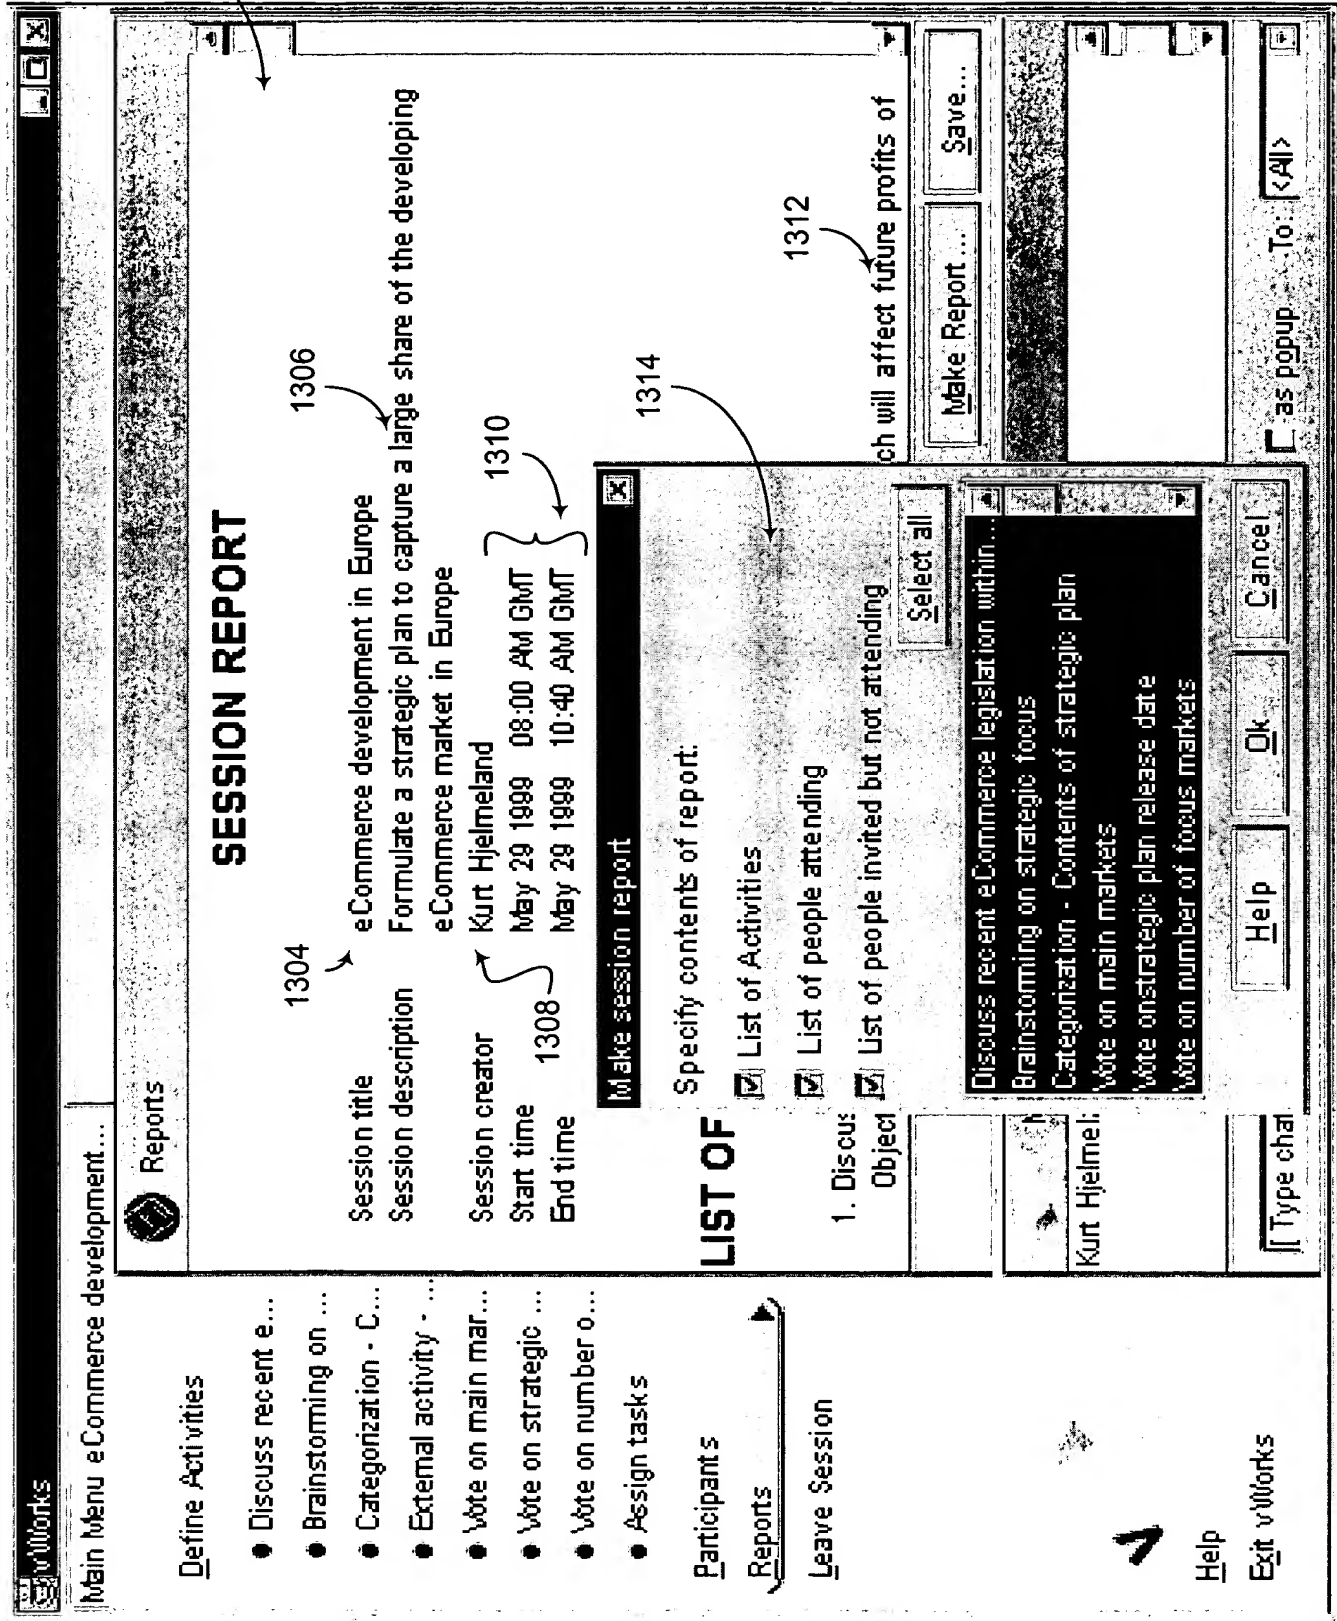 vWorks
Main Menu eCommerce development...
Define Activities
Discuss recent e...
Brainstorming on ...
Categorization - C...
External activity - ...
Vote on main mar...
Vote on strategic ...
Vote on number o...
Assign tasks
Participants
Reports
Leave Session
Help
Exit vWorks
Reports
SESSION REPORT
1304
1306
Session title eCommerce development in Europe
Session description Formulate a strategic plan to capture a large share of the developing
eCommerce market in Europe
Session creator Kurt Hjelmeland
Start time May 29 1999 08:00 AM GMT
End time May 29 1999 10:40 AM GMT
1308
1310
LIST OF
1. Discus
Object
ch will affect future profits of
1312
1314
Make session report
Specify contents of report:
List of Activities
List of people attending
List of people invited but not attending
Select all
Discuss recent eCommerce legislation within...
Brainstorming on strategic focus
Categorization - Contents of strategic plan
Vote on main markets
Vote onstrategic plan release date
Vote on number of focus markets
Help Ok Cancel
Make Report... Save...
Kurt Hjelmel
[Type chat
as popup To: <All>